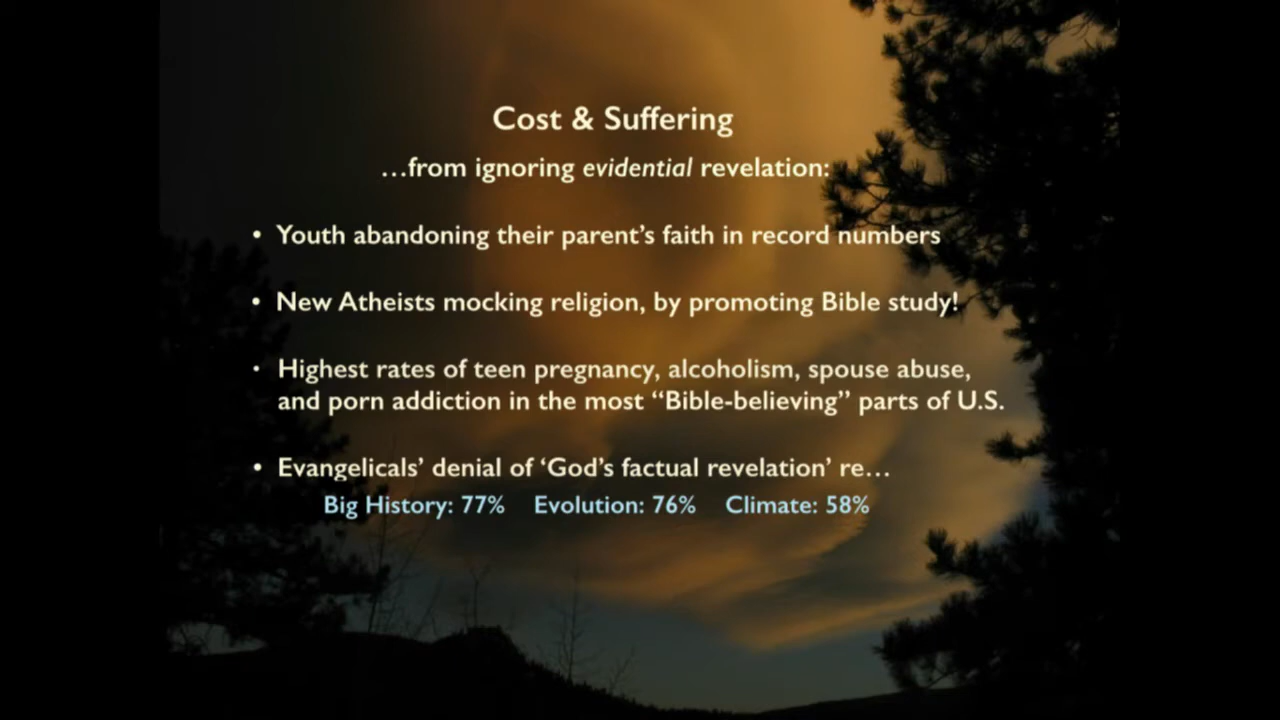 Cost & Suffering
…from ignoring evidential revelation:
• Youth abandoning their parent’s faith in record numbers
• New Atheists mocking religion, by promoting Bible study!
• Highest rates of teen pregnancy, alcoholism, spouse abuse,
and porn addiction in the most “Bible-believing” parts of U.S.
• Evangelicals’ denial of ‘God’s factual revelation’ re…
Big History: 77% Evolution: 76% Climate: 58%